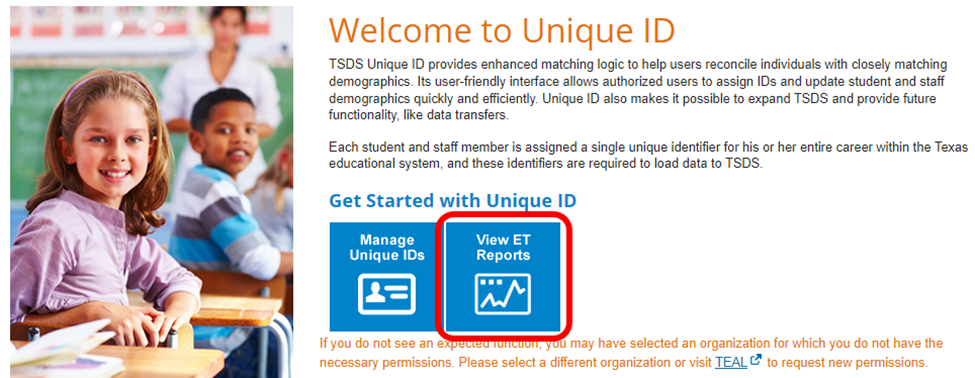 Welcome to Unique ID
TSDS Unique ID provides enhanced matching logic to help users reconcile individuals with closely matching
demographics. Its user-friendly interface allows authorized users to assign IDs and update student and staff
demographics quickly and efficiently. Unique ID also makes it possible to expand TSDS and provide future
functionality, like data transfers.
Each student and staff member is assigned a single unique identifier for his or her entire career within the Texas
educational system, and these identifiers are required to load data to TSDS.
Get Started with Unique ID
Manage
Unique IDs
View ET
Reports
If you do not see an expected function, you may have selected an organization for which you do not have the
necessary permissions. Please select a different organization or visit TEAL to request new permissions.